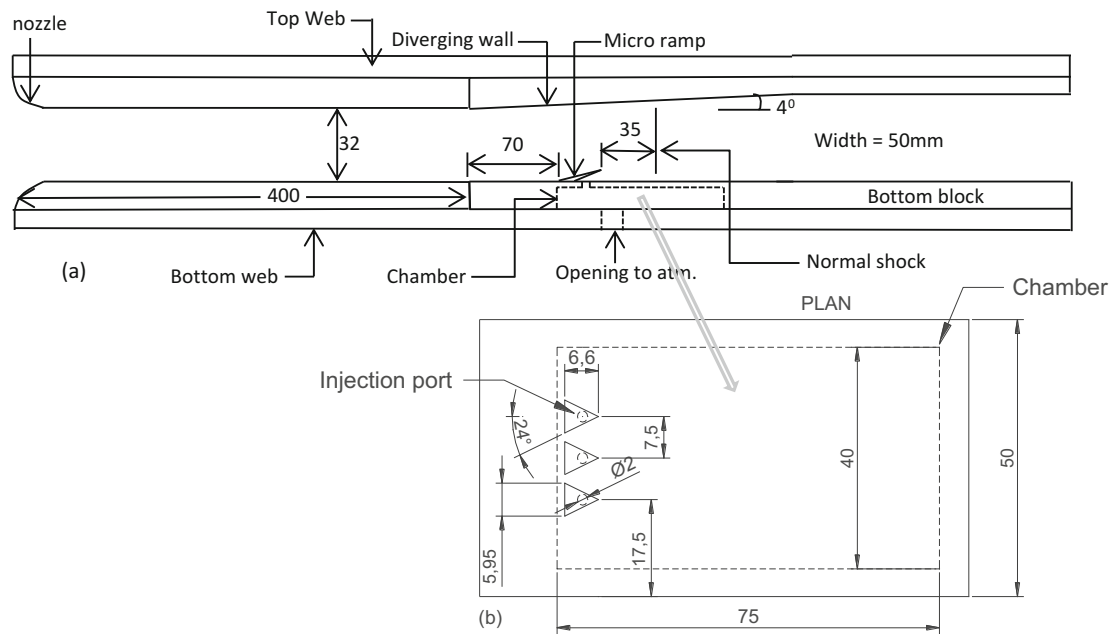 nozzle
Top Web
Diverging wall
Micro ramp
4⁰
32
35
Width = 50mm
70
400
Bottom block
(a)
Bottom web
Chamber
Opening to atm.
Normal shock
PLAN
Chamber
6,6
Injection port
24°
7,5
Ø2
40
50
5,95
17,5
(b)
75